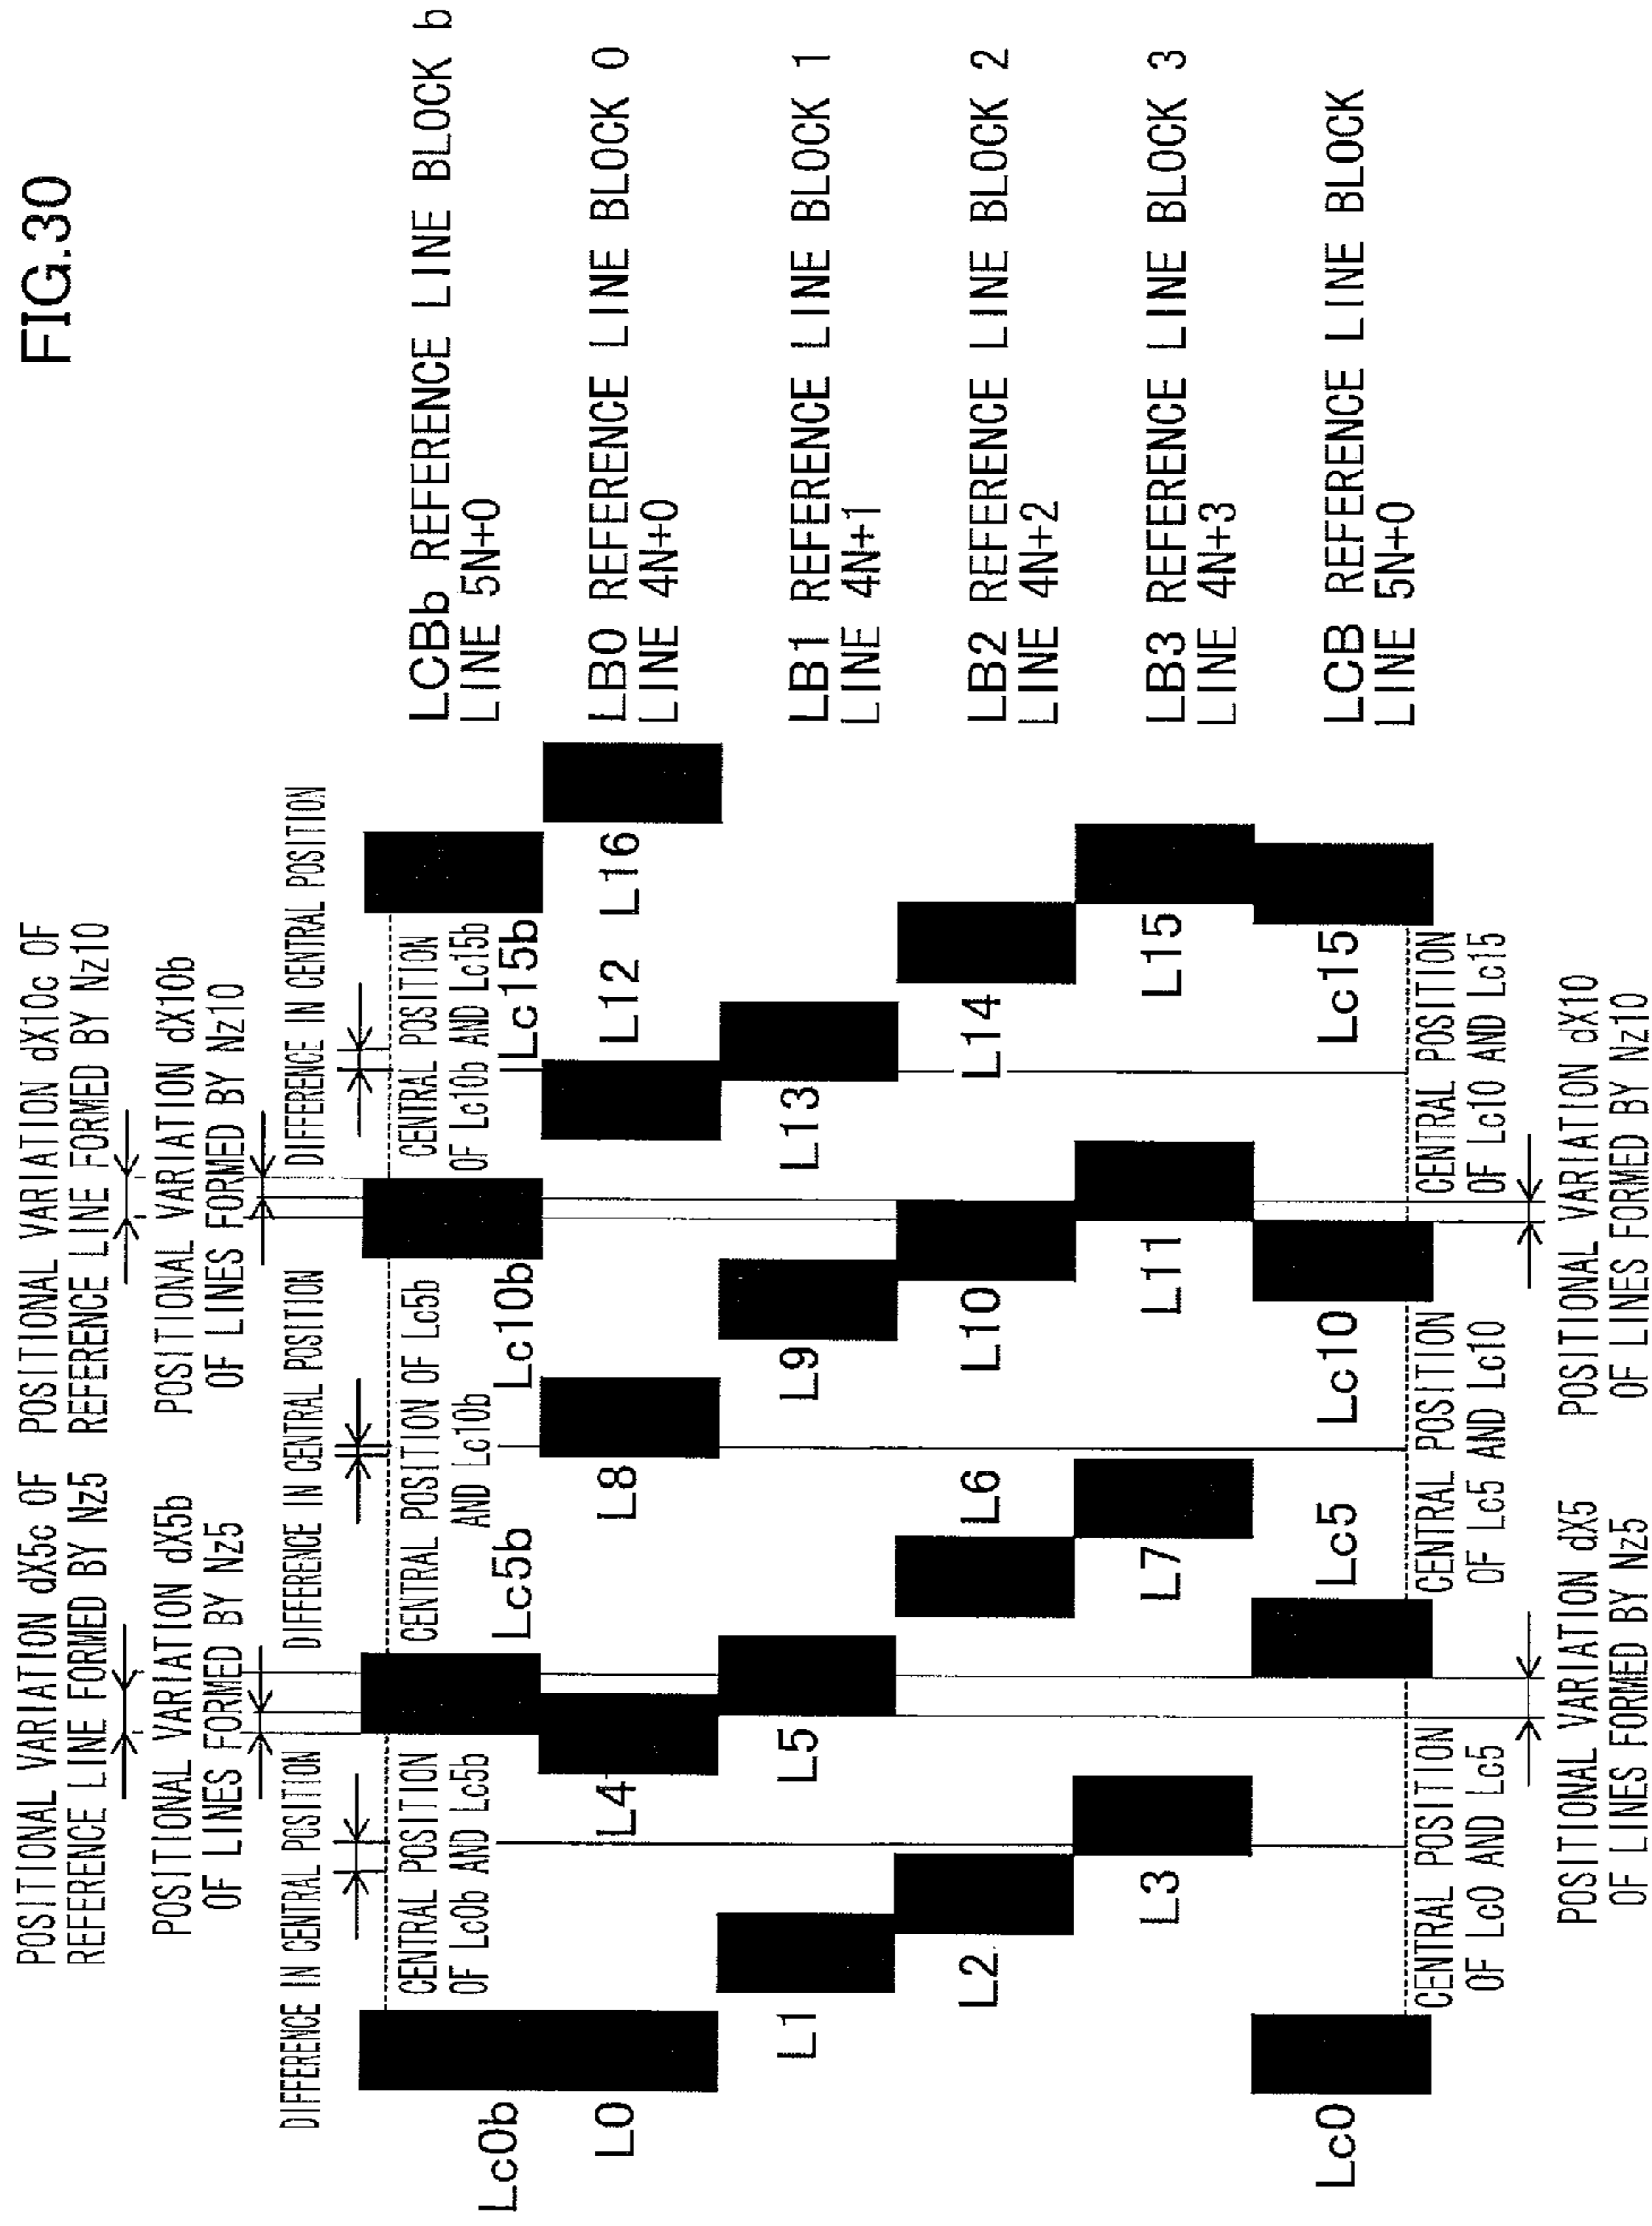 FIG.30
POSITIONAL VARIATION dX5c OF
REFERENCE LINE FORMED BY Nz5
POSITIONAL VARIATION dX10c OF
REFERENCE LINE FORMED BY Nz10
POSITIONAL VARIATION dX5b
OF LINES FORMED BY Nz5
POSITIONAL VARIATION dX10b
OF LINES FORMED BY Nz10
DIFFERENCE IN CENTRAL POSITION
DIFFERENCE IN CENTRAL POSITION
DIFFERENCE IN CENTRAL POSITION
CENTRAL POSITION
OF Lc0b AND Lc5b
CENTRAL POSITION OF Lc5b
AND Lc10b
CENTRAL POSITION
OF Lc10b AND Lc15b
Lc0b
Lc5b
Lc10b
Lc15b
LCBb REFERENCE LINE BLOCK b
LINE 5N+0
L0
L4
L8
L12
L16
LB0 REFERENCE LINE BLOCK 0
LINE 4N+0
L1
L5
L9
L13
LB1 REFERENCE LINE BLOCK 1
LINE 4N+1
L2
L6
L10
L14
LB2 REFERENCE LINE BLOCK 2
LINE 4N+2
L3
L7
L11
L15
LB3 REFERENCE LINE BLOCK 3
LINE 4N+3
Lc0
Lc5
Lc10
Lc15
LCB REFERENCE LINE BLOCK
LINE 5N+0
CENTRAL POSITION
OF Lc0 AND Lc5
CENTRAL POSITION
OF Lc5 AND Lc10
CENTRAL POSITION
OF Lc10 AND Lc15
POSITIONAL VARIATION dX5
OF LINES FORMED BY Nz5
POSITIONAL VARIATION dX10
OF LINES FORMED BY Nz10